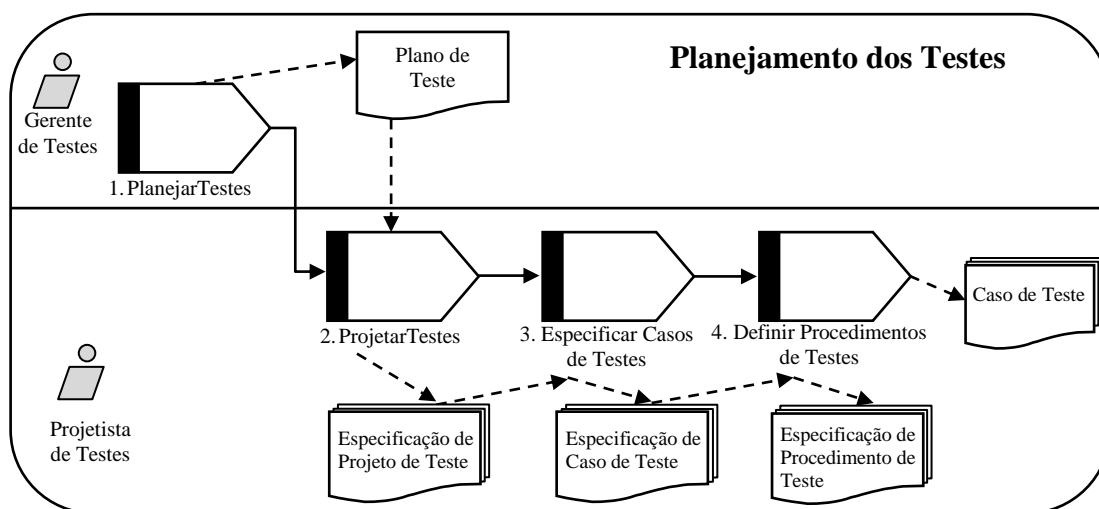 Planejamento dos Testes
Gerente
de Testes
1. PlanejarTestes
Plano de
Teste
2. ProjetarTestes
3. Especificar Casos
de Testes
4. Definir Procedimentos
de Testes
Caso de Teste
Projetista
de Testes
Especificação de
Projeto de Teste
Especificação de
Caso de Teste
Especificação de
Procedimento de
Teste